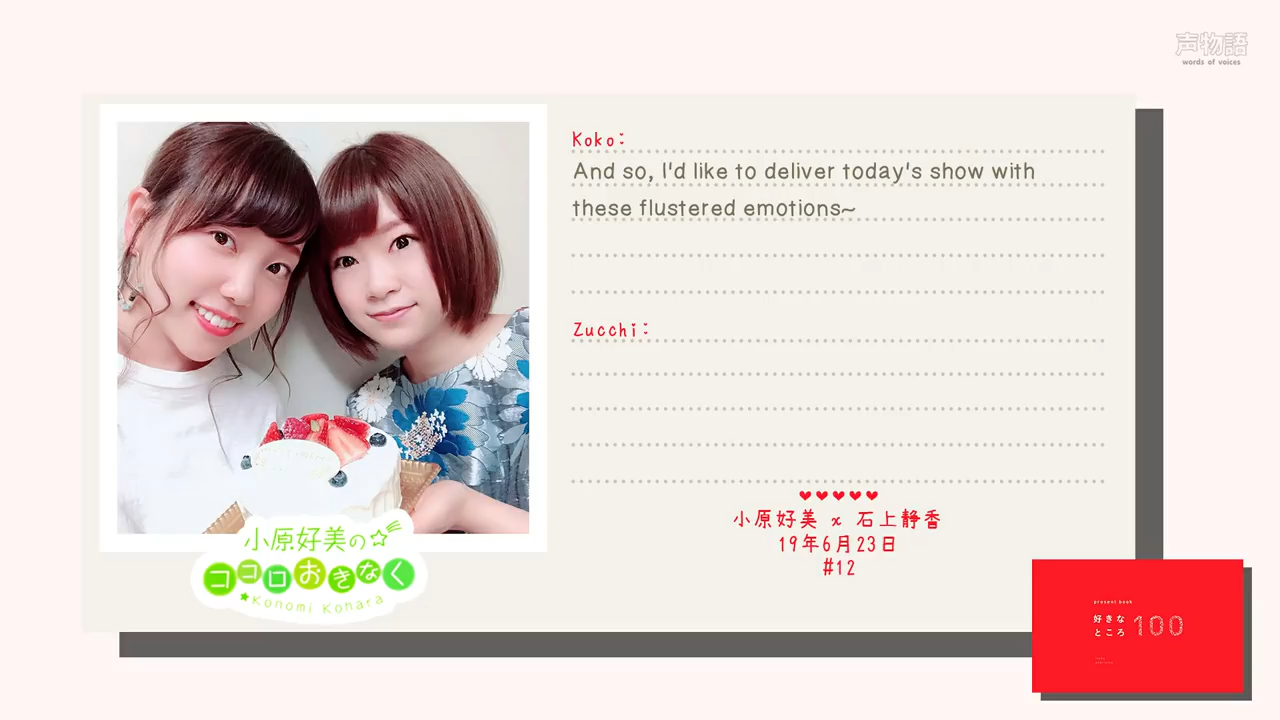 声物語
words of voices
Koko:
And so, I'd like to deliver today's show with
these flustered emotions~
Zucchi:
♥♥♥♥♥
小原好美 x 石上静香
19年6月23日
#12
小原好美の☆
ココロおきなく
★Konomi Kohara
present book
好きな
ところ 100